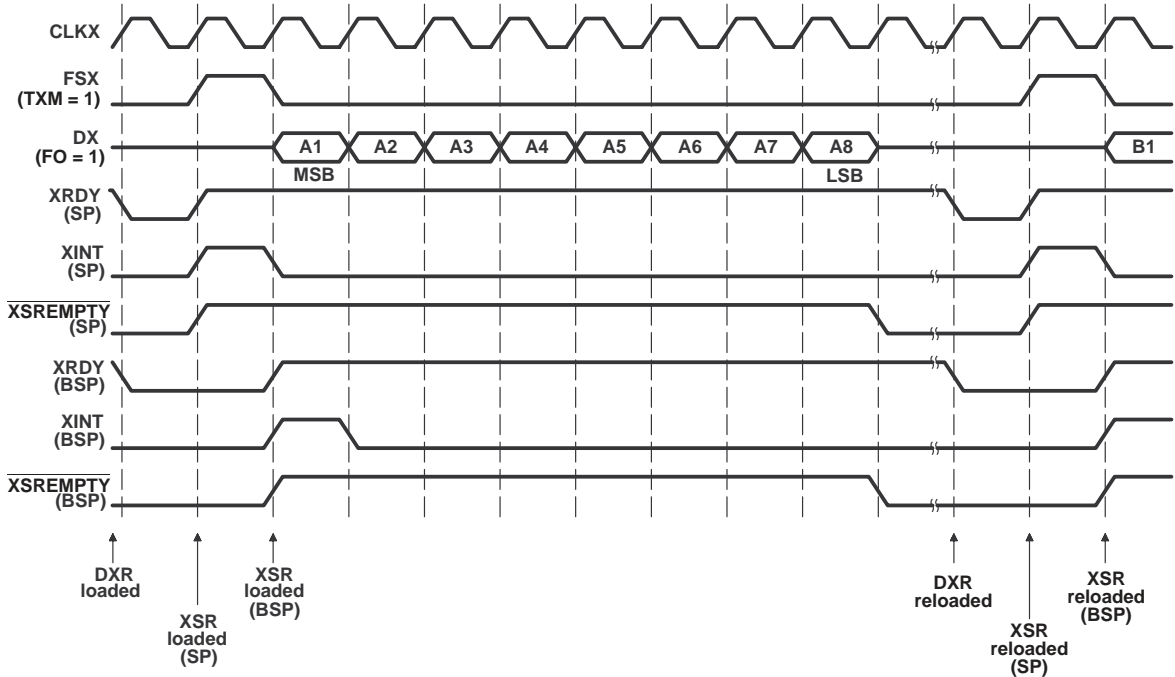 CLKX
FSX
(TXM = 1)
DX
(FO = 1)
A1
A2
A3
A4
A5
A6
A7
A8
B1
MSB
LSB
XRDY
(SP)
XINT
(SP)
XSREMPTY
(SP)
XRDY
(BSP)
XINT
(BSP)
XSREMPTY
(BSP)
DXR
loaded
XSR
loaded
(SP)
XSR
loaded
(BSP)
DXR
reloaded
XSR
reloaded
(SP)
XSR
reloaded
(BSP)